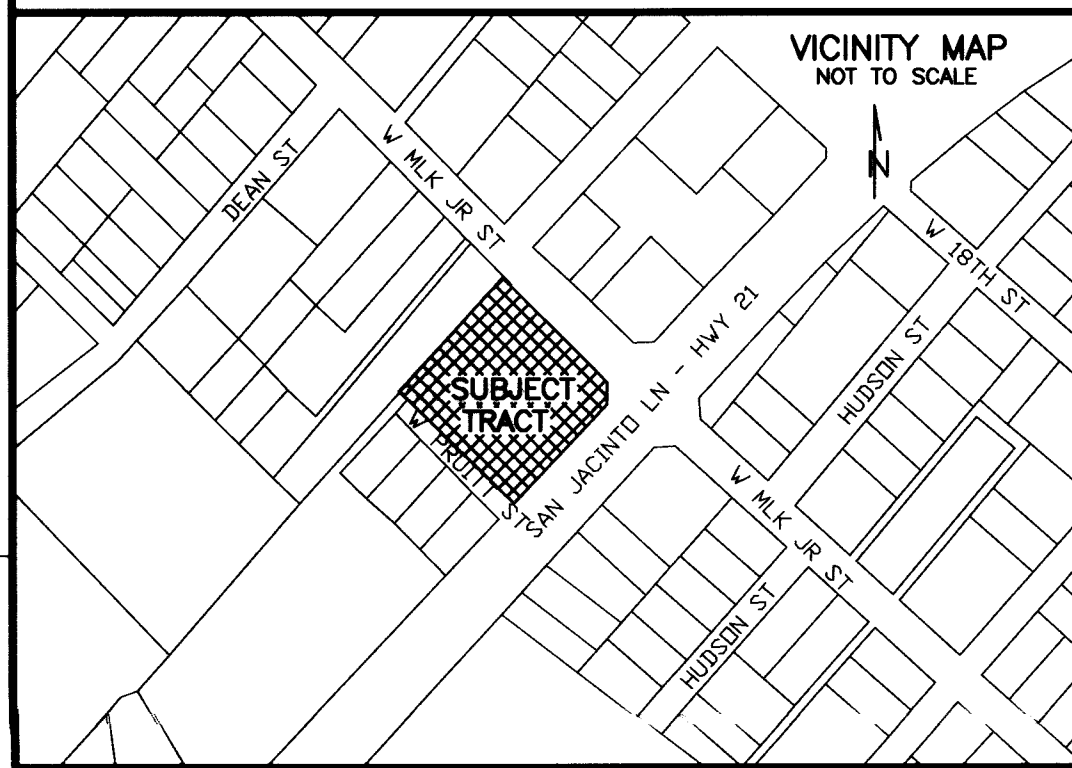 VICINITY MAP
NOT TO SCALE
N
DEAN ST
W MLK JR ST
W 18TH ST
SAN JACINTO LN - HWY 21
HUDSON ST
SUBJECT
TRACT
W PRUITT ST
W MLK JR ST
HUDSON ST